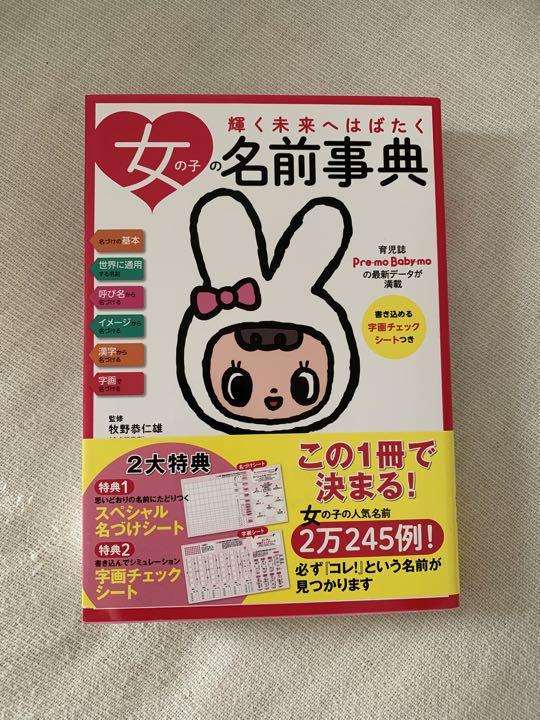 輝く未来へはばたく
女の子の名前事典
育児誌
Pre-mo Baby-mo
の最新データが
満載
書き込める
字画チェック
シートつき
名づけの基本
世界に通用
する名前
呼び名から
名づける
イメージから
名づける
漢字から
名づける
字画で
名づける
監修
牧野恭仁雄
2大特典
特典1
思いどおりの名前にたどりつく
スペシャル
名づけシート
特典2
書き込んでシミュレーション
字画チェック
シート
名づけシート
字画シート
この1冊で
決まる!
女の子の人気名前
2万245例!
必ず『コレ!』という名前が
見つかります